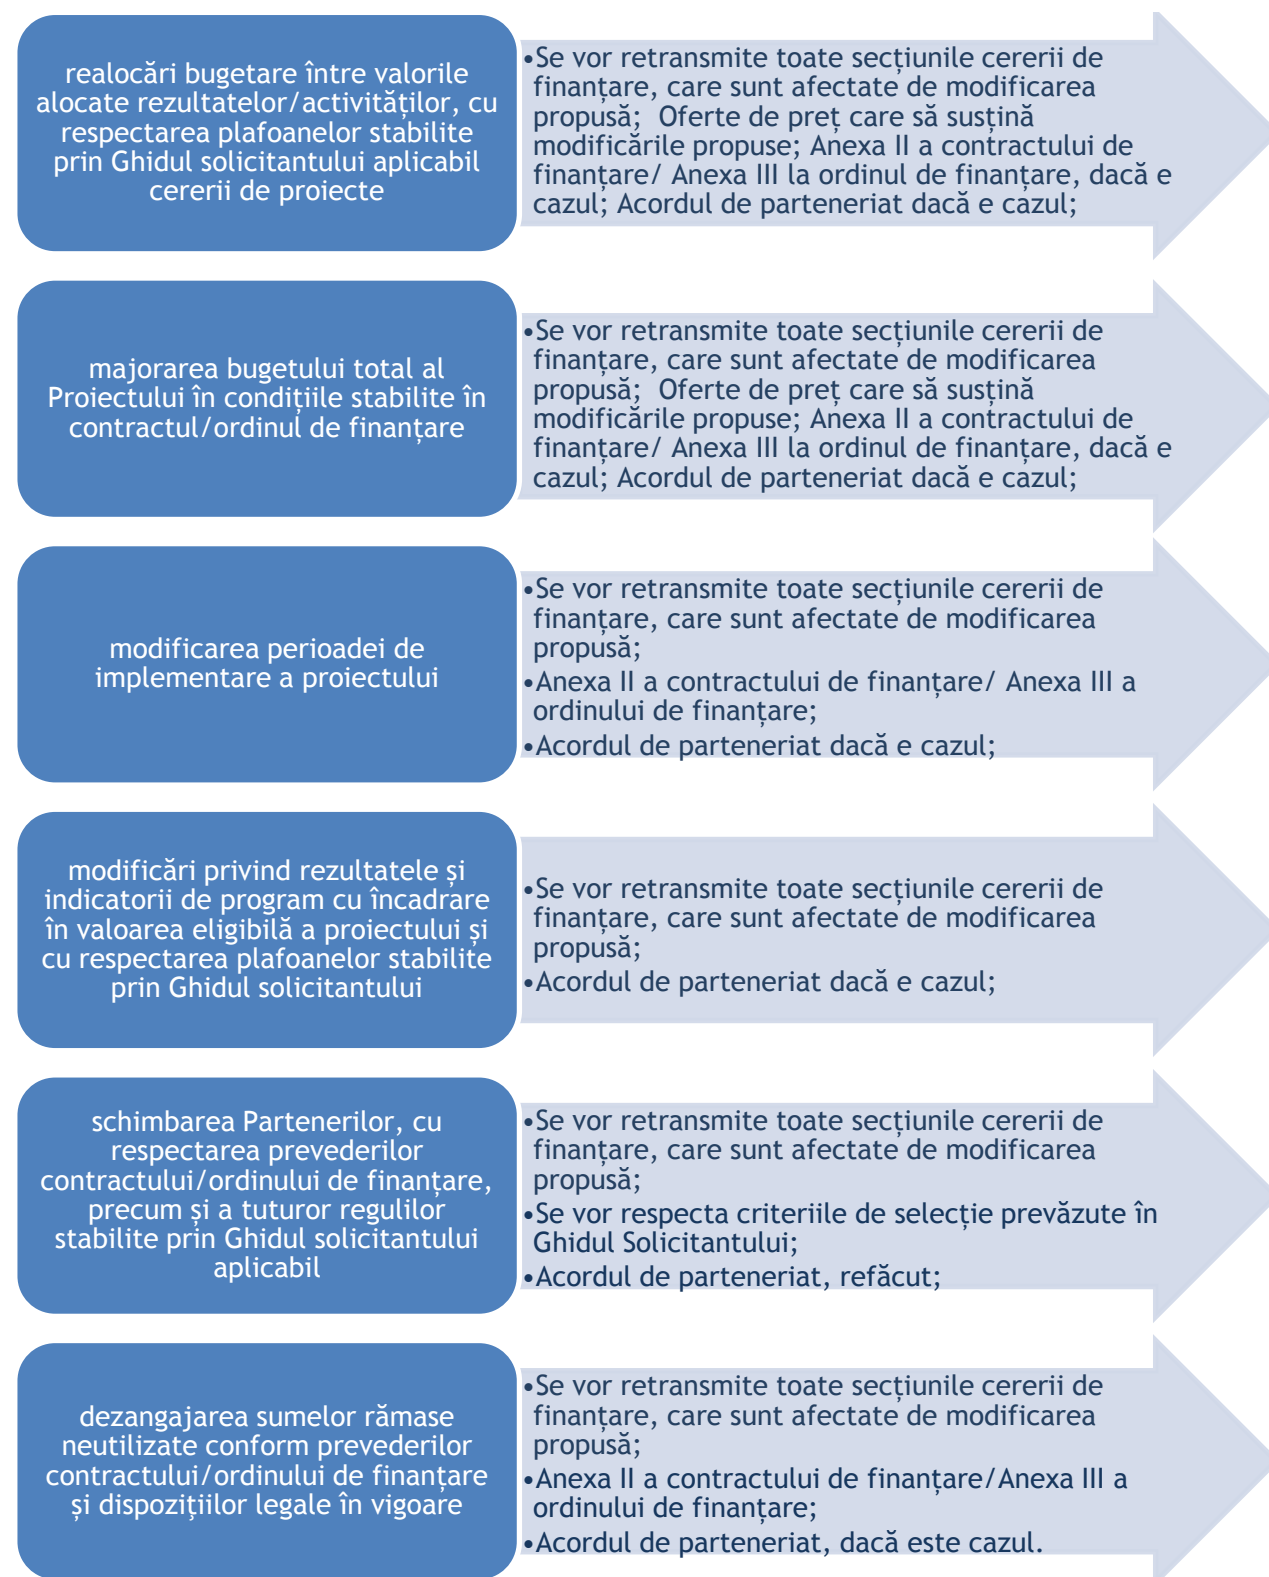 realocări bugetare între valorile
alocate rezultatelor/activităților, cu
respectarea plafoanelor stabilite
prin Ghidul solicitantului aplicabil
cererii de proiecte
•Se vor retransmite toate secțiunile cererii de
finanțare, care sunt afectate de modificarea
propusă;  Oferte de preț care să susțină
modificările propuse; Anexa II a contractului de
finanțare/ Anexa III la ordinul de finanțare, dacă e
cazul; Acordul de parteneriat dacă e cazul;
majorarea bugetului total al
Proiectului în condițiile stabilite în
contractul/ordinul de finanțare
•Se vor retransmite toate secțiunile cererii de
finanțare, care sunt afectate de modificarea
propusă;  Oferte de preț care să susțină
modificările propuse; Anexa II a contractului de
finanțare/ Anexa III la ordinul de finanțare, dacă e
cazul; Acordul de parteneriat dacă e cazul;
modificarea perioadei de
implementare a proiectului
•Se vor retransmite toate secțiunile cererii de
finanțare, care sunt afectate de modificarea
propusă;
•Anexa II a contractului de finanțare/ Anexa III a
ordinului de finanțare;
•Acordul de parteneriat dacă e cazul;
modificări privind rezultatele și
indicatorii de program cu încadrare
în valoarea eligibilă a proiectului și
cu respectarea plafoanelor stabilite
prin Ghidul solicitantului
•Se vor retransmite toate secțiunile cererii de
finanțare, care sunt afectate de modificarea
propusă;
•Acordul de parteneriat dacă e cazul;
schimbarea Partenerilor, cu
respectarea prevederilor
contractului/ordinului de finanțare,
precum și a tuturor regulilor
stabilite prin Ghidul solicitantului
aplicabil
•Se vor retransmite toate secțiunile cererii de
finanțare, care sunt afectate de modificarea
propusă;
•Se vor respecta criteriile de selecție prevăzute în
Ghidul Solicitantului;
•Acordul de parteneriat, refăcut;
dezangajarea sumelor rămase
neutilizate conform prevederilor
contractului/ordinului de finanțare
și dispoziţiilor legale în vigoare
•Se vor retransmite toate secțiunile cererii de
finanțare, care sunt afectate de modificarea
propusă;
•Anexa II a contractului de finanțare/Anexa III a
ordinului de finanțare;
•Acordul de parteneriat, dacă este cazul.